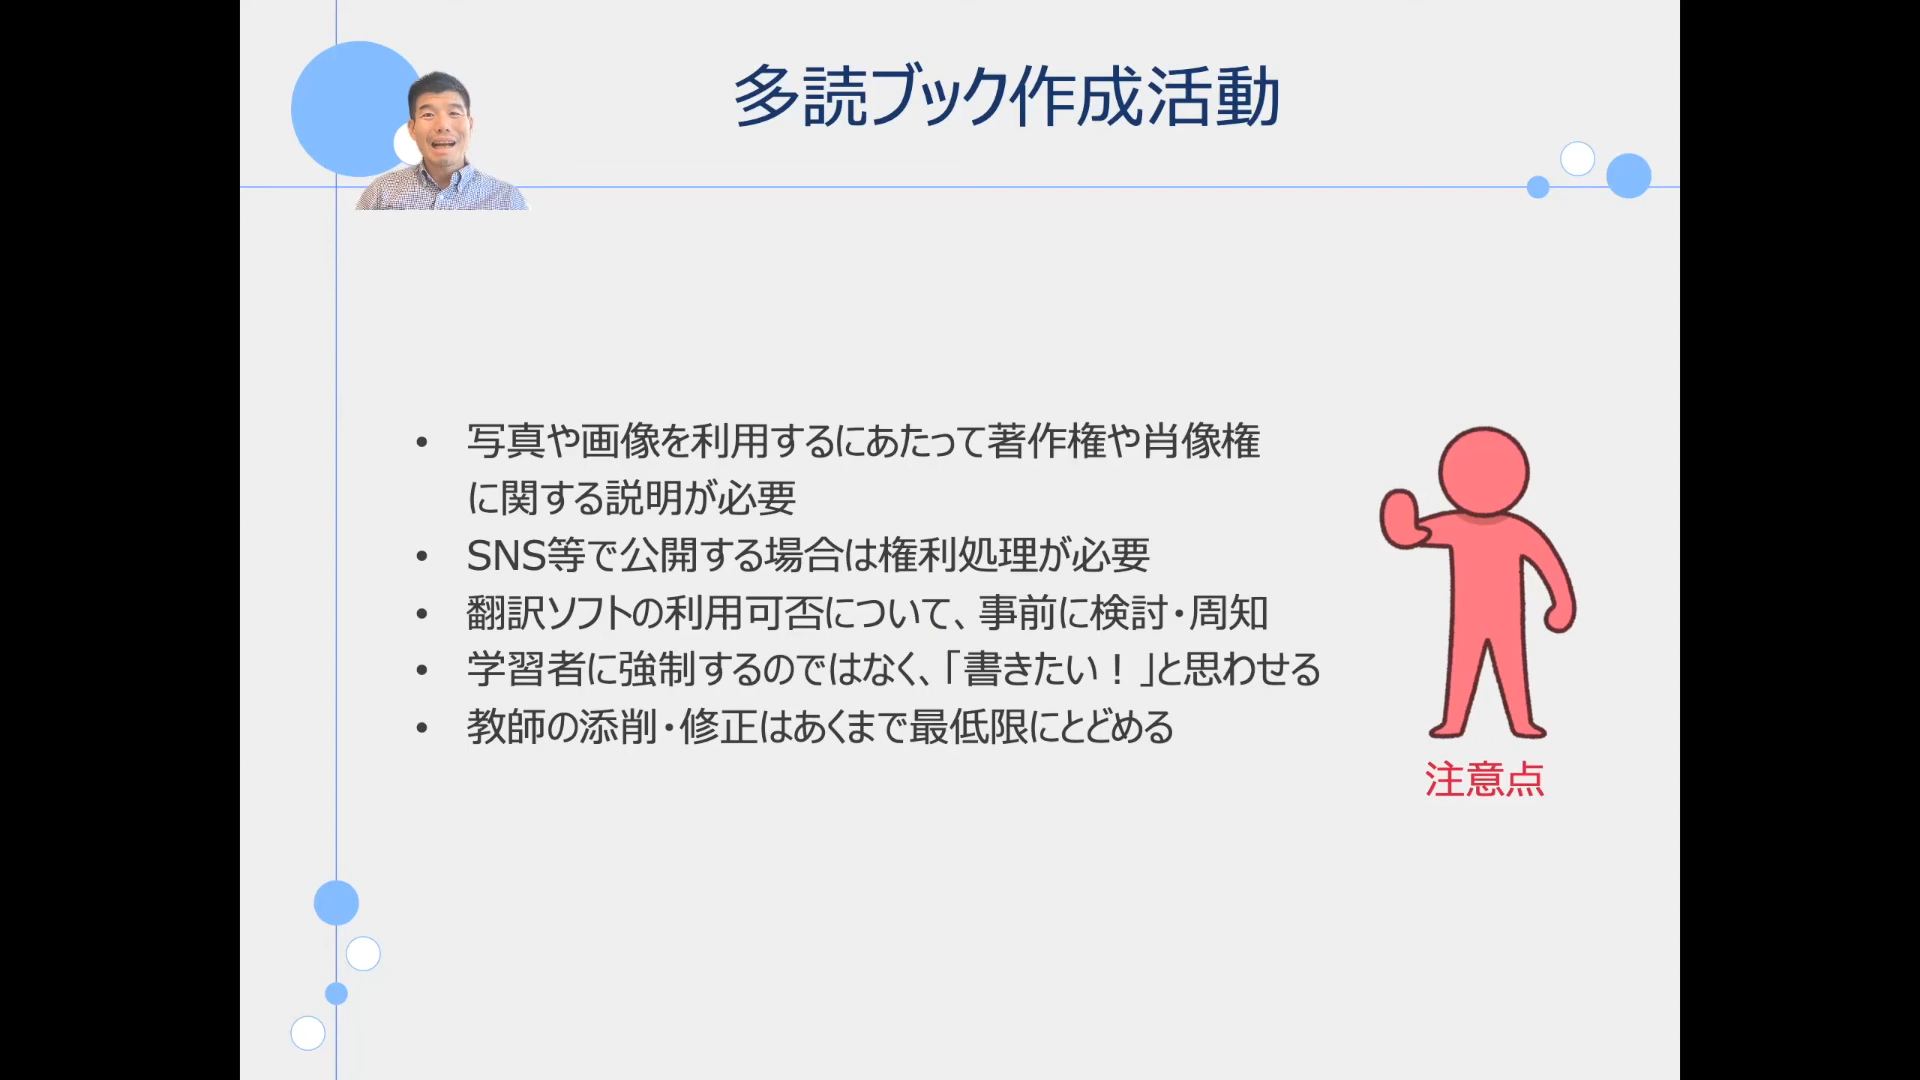 多読ブック作成活動
• 写真や画像を利用するにあたって著作権や肖像権
に関する説明が必要
• SNS等で公開する場合は権利処理が必要
• 翻訳ソフトの利用可否について、事前に検討・周知
• 学習者に強制するのではなく、「書きたい！」と思わせる
• 教師の添削・修正はあくまで最低限にとどめる
注意点